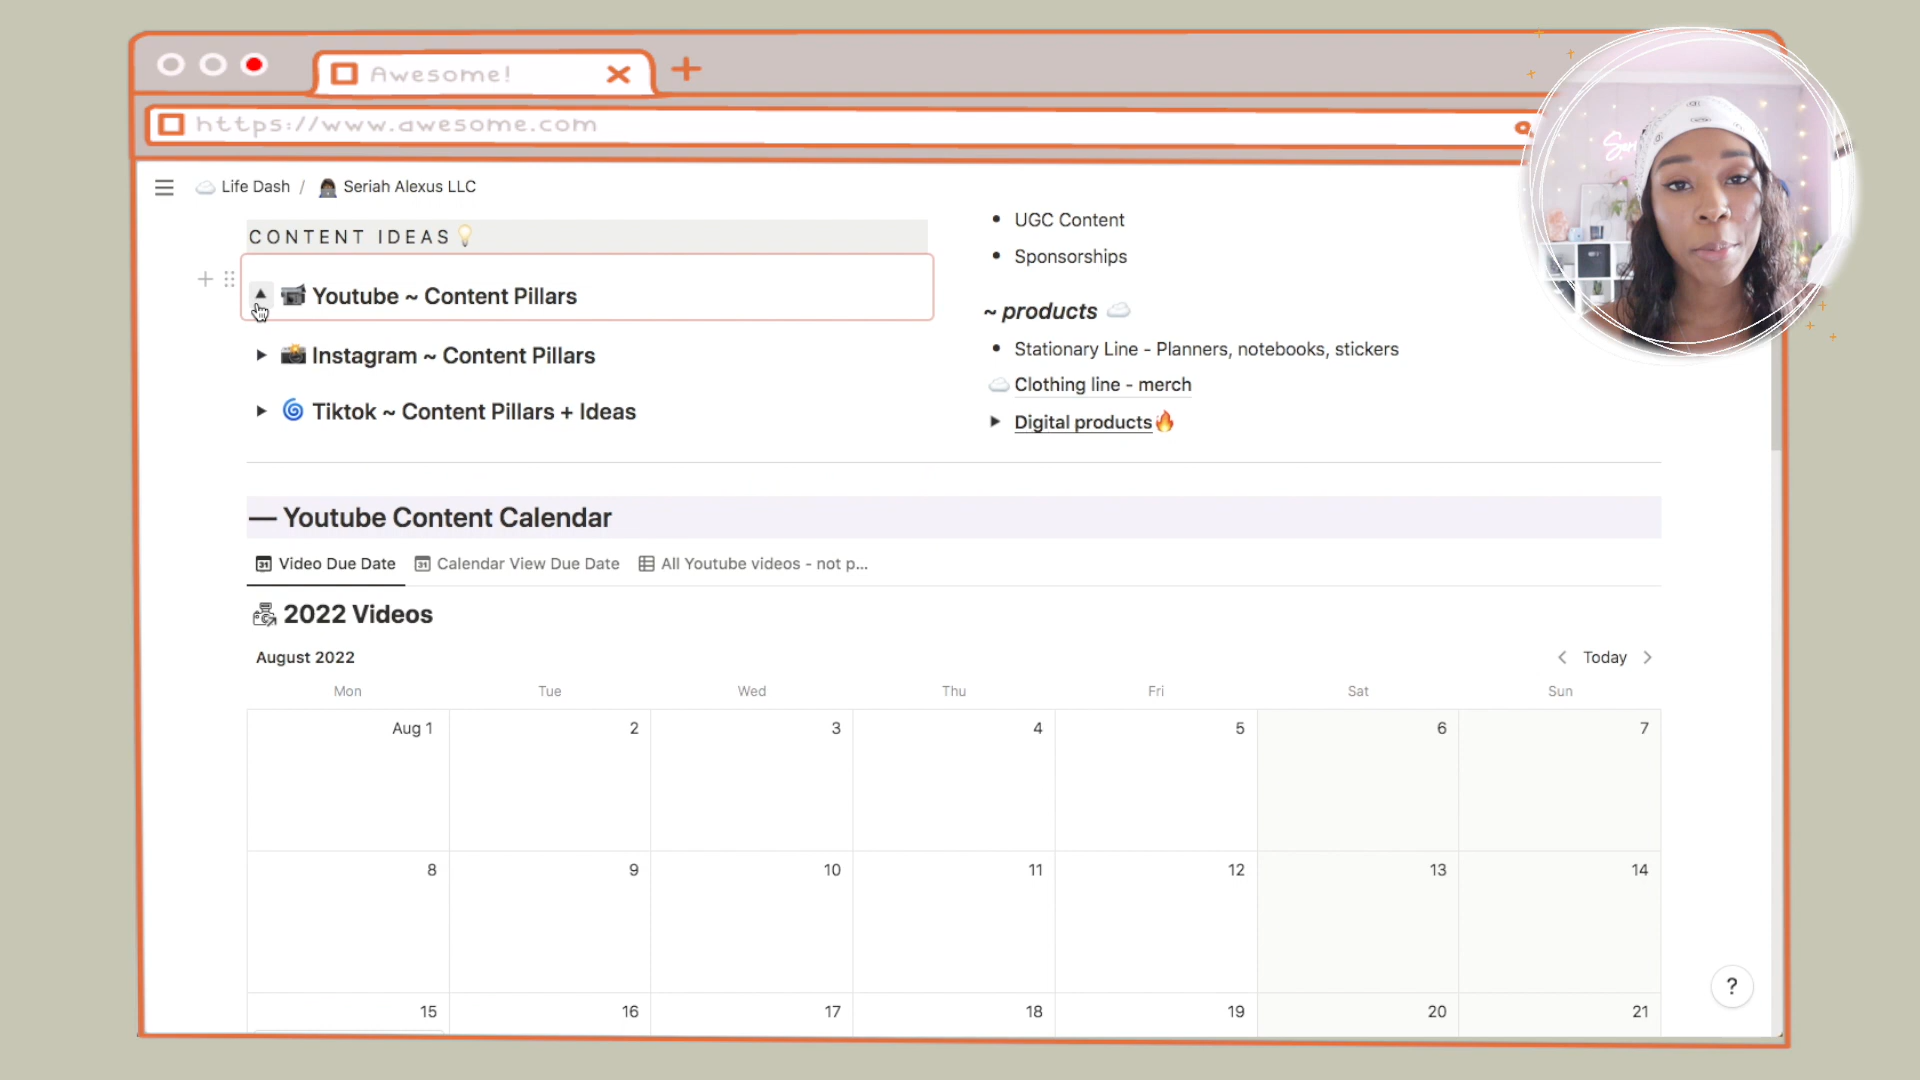 Awesome!
https://www.awesome.com
Life Dash / Seriah Alexus LLC
CONTENT IDEAS
Youtube ~ Content Pillars
Instagram ~ Content Pillars
Tiktok ~ Content Pillars + Ideas
UGC Content
Sponsorships
~ products
Stationary Line - Planners, notebooks, stickers
Clothing line - merch
Digital products
— Youtube Content Calendar
Video Due Date Calendar View Due Date All Youtube videos - not p...
2022 Videos
August 2022 Today
Mon Tue Wed Thu Fri Sat Sun
Aug 1 2 3 4 5 6 7
8 9 10 11 12 13 14
15 16 17 18 19 20 21
?